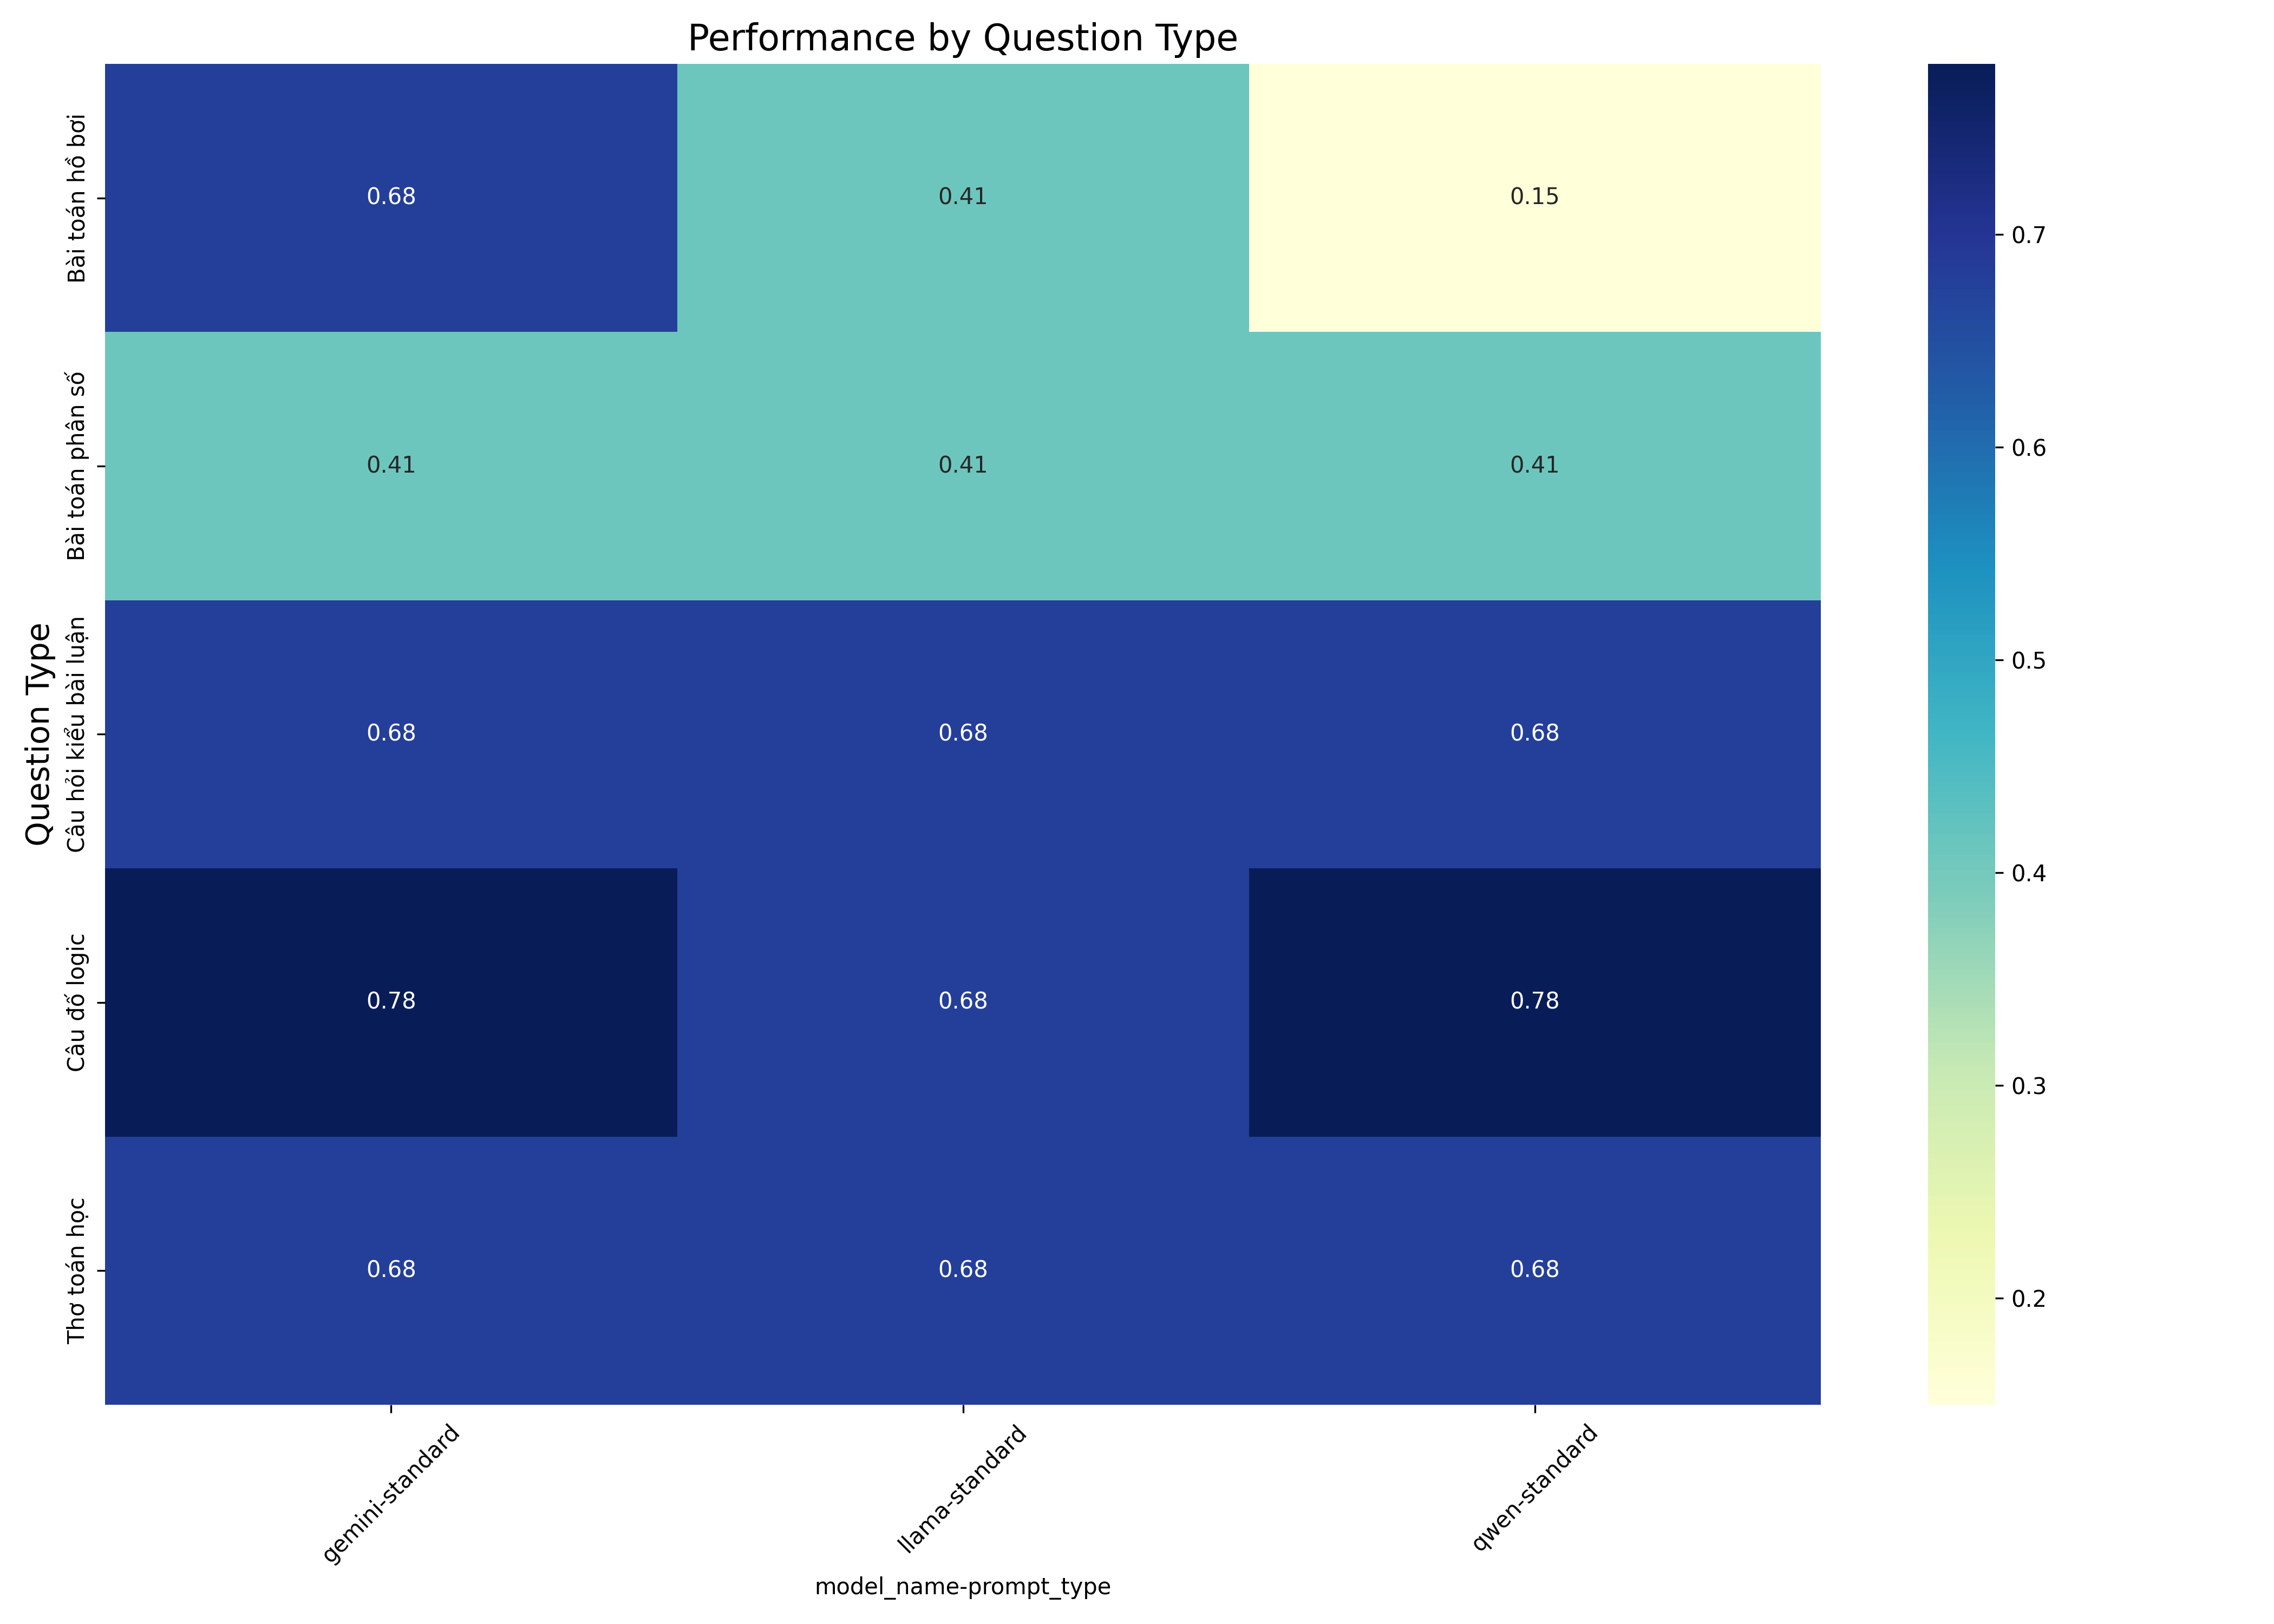 Performance by Question Type
Question Type
Bài toán hồ bơi
0.68 0.41 0.15
Bài toán phân số
0.41 0.41 0.41
Câu hỏi kiểu bài luận
0.68 0.68 0.68
Câu đố logic
0.78 0.68 0.78
Thơ toán học
0.68 0.68 0.68
gemini-standard
llama-standard
qwen-standard
model_name-prompt_type
0.7
0.6
0.5
0.4
0.3
0.2